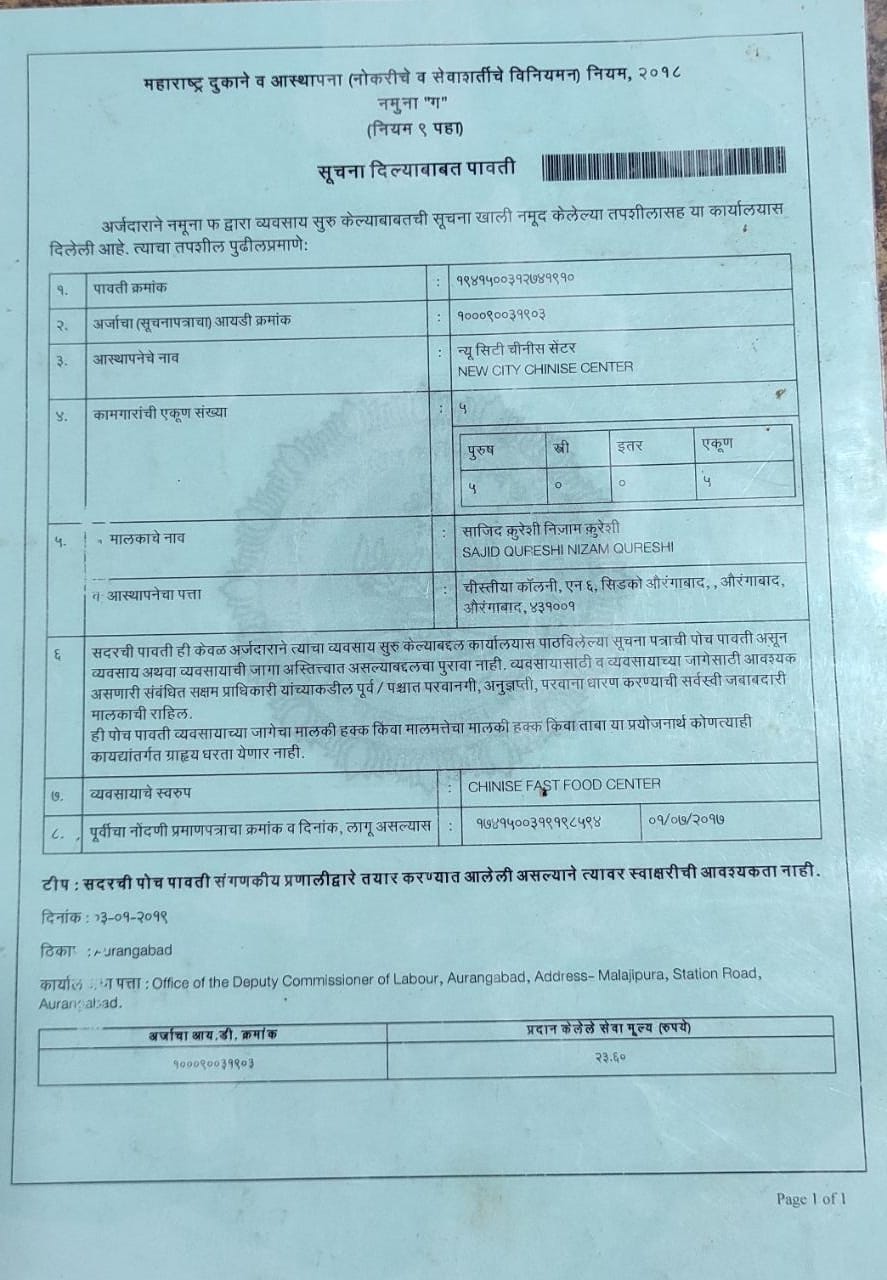 महाराष्ट्र दुकाने व आस्थापना (नोकरीचे व सेवाशर्तीचे विनियमन) नियम, २०१८
नमुना "ग"
(नियम ९ पहा)
सूचना दिल्याबाबत पावती
अर्जदाराने नमूना फ द्वारा व्यवसाय सुरु केल्याबाबतची सूचना खाली नमूद केलेल्या तपशीलासह या कार्यालयास
दिलेली आहे. त्याचा तपशील पुढीलप्रमाणे:
१. पावती क्रमांक : १९४१५००३१२७४१९१०
२. अर्जाचा (सूचनापत्राचा) आयडी क्रमांक : १०००९००३१९०३
३. आस्थापनेचे नाव : न्यू सिटी चीनीस सेंटर
NEW CITY CHINISE CENTER
४. कामगारांची एकूण संख्या : ५
पुरुष स्त्री इतर एकूण
५ ० ० ५
५. मालकाचे नाव : साजिद क़ुरेशी निज़ाम क़ुरेशी
SAJID QURESHI NIZAM QURESHI
व आस्थापनेचा पत्ता : चीस्तीया कॉलनी, एन ६, सिडको औरंगाबाद, , औरंगाबाद,
औरंगाबाद, ४३१००१
६ सदरची पावती ही केवळ अर्जदाराने त्याचा व्यवसाय सुरु केल्याबद्दल कार्यालयास पाठविलेल्या सूचना पत्राची पोच पावती असून
व्यवसाय अथवा व्यवसायाची जागा अस्तित्त्वात असल्याबद्दलचा पुरावा नाही. व्यवसायासाठी व व्यवसायाच्या जागेसाठी आवश्यक
असणारी संबंधित सक्षम प्राधिकारी यांच्याकडील पूर्व / पश्चात परवानगी, अनुज्ञप्ती, परवाना धारण करण्याची सर्वस्वी जबाबदारी
मालकाची राहिल.
ही पोच पावती व्यवसायाच्या जागेचा मालकी हक्क किंवा मालमत्तेचा मालकी हक्क किंवा ताबा या प्रयोजनार्थ कोणत्याही
कायद्यांतर्गत ग्राह्य धरता येणार नाही.
७. व्यवसायाचे स्वरुप : CHINISE FAST FOOD CENTER
८. पूर्वीचा नोंदणी प्रमाणपत्राचा क्रमांक व दिनांक, लागू असल्यास : १७४१५००३१९१९८५९४ ०१/०७/२०१७
टीप : सदरची पोच पावती संगणकीय प्रणालीद्वारे तयार करण्यात आलेली असल्याने त्यावर स्वाक्षरीची आवश्यकता नाही.
दिनांक : ३-०१-२०१९
ठिका : urangabad
पत्ता : Office of the Deputy Commissioner of Labour, Aurangabad, Address- Malajipura, Station Road,
Aurangabad.
अर्जाचा आय.डी. क्रमांक प्रदान केलेले सेवा मूल्य (रुपये)
१०००९००३१९०३ २३.६०
Page 1 of 1